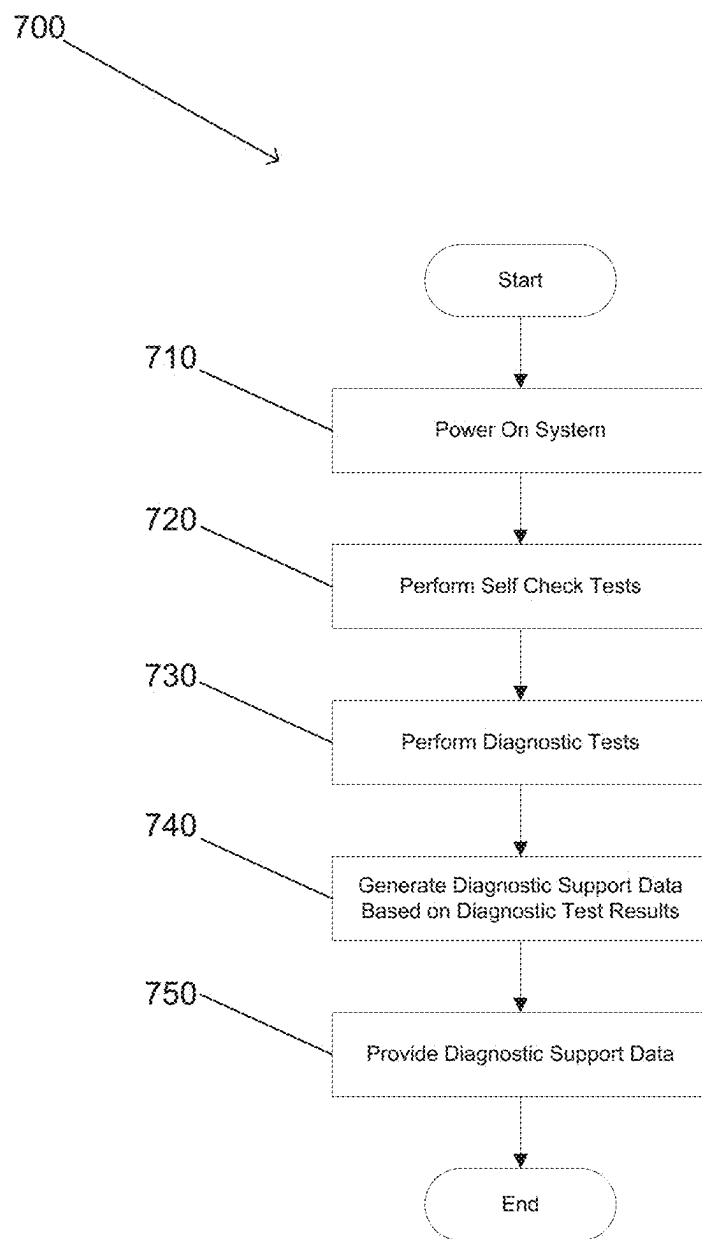 700
Start
710
Power On System
720
Perform Self Check Tests
730
Perform Diagnostic Tests
740
Generate Diagnostic Support Data
Based on Diagnostic Test Results
750
Provide Diagnostic Support Data
End